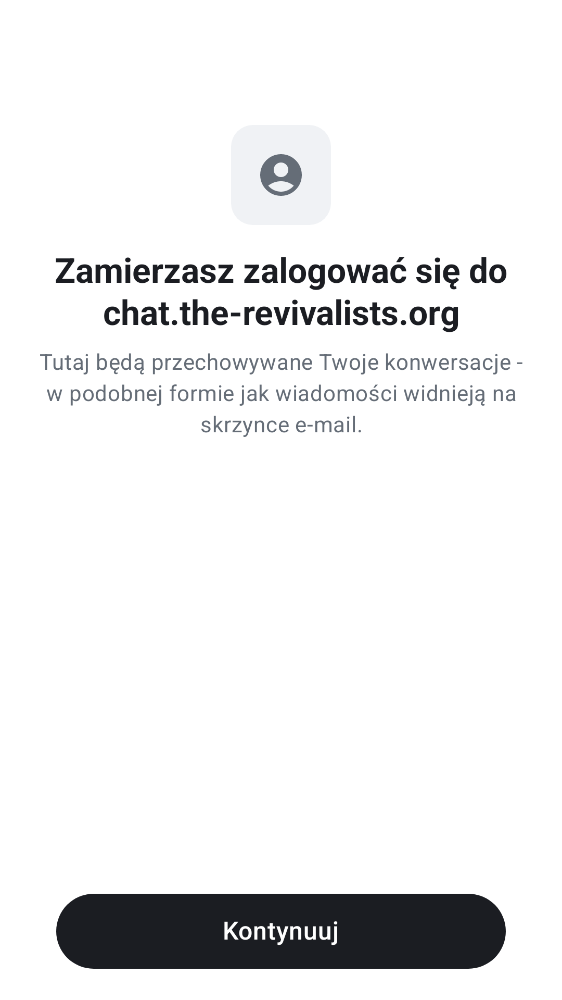 Zamierzasz zalogować się do
chat.the-revivalists.org
Tutaj będą przechowywane Twoje konwersacje -
w podobnej formie jak wiadomości widnieją na
skrzynce e-mail.
Kontynuuj